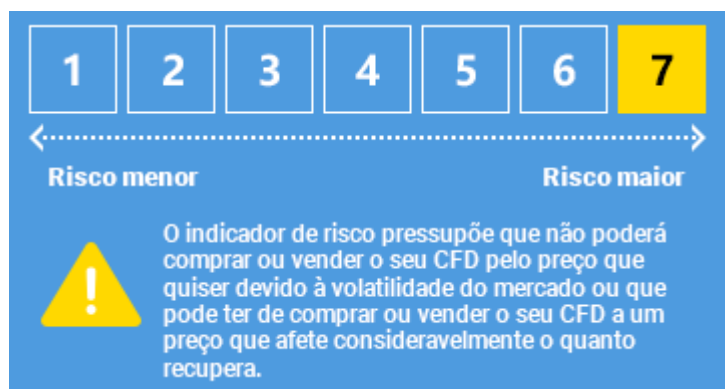 1 2 3 4 5 6 7
Risco menor Risco maior
O indicador de risco pressupõe que não poderá
comprar ou vender o seu CFD pelo preço que
quiser devido à volatilidade do mercado ou que
pode ter de comprar ou vender o seu CFD a um
preço que afete consideravelmente o quanto
recupera.